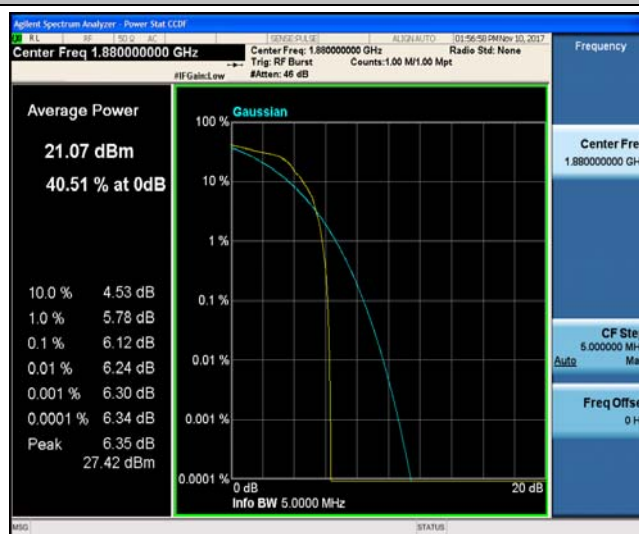 Agilent Spectrum Analyzer - Power Stat CCDF
RL RF 50 Ω AC SENSE:PULSE ALIGN AUTO 01:56:58 PM Nov 10, 2017
Center Freq 1.880000000 GHz
Center Freq: 1.880000000 GHz Radio Std: None
Trig: RF Burst Counts:1.00 M/1.00 Mpt
#IFGain:Low #Atten: 46 dB
Frequency
Average Power
21.07 dBm
40.51 % at 0dB
10.0 % 4.53 dB
1.0 % 5.78 dB
0.1 % 6.12 dB
0.01 % 6.24 dB
0.001 % 6.30 dB
0.0001 % 6.34 dB
Peak 6.35 dB
27.42 dBm
Gaussian
100 %
10 %
1 %
0.1 %
0.01 %
0.001 %
0.0001 %
0 dB 20 dB
Info BW 5.0000 MHz
Center Fre
1.880000000 GH
CF Ste
5.000000 MH
Auto Ma
Freq Offse
0 H
MSG STATUS